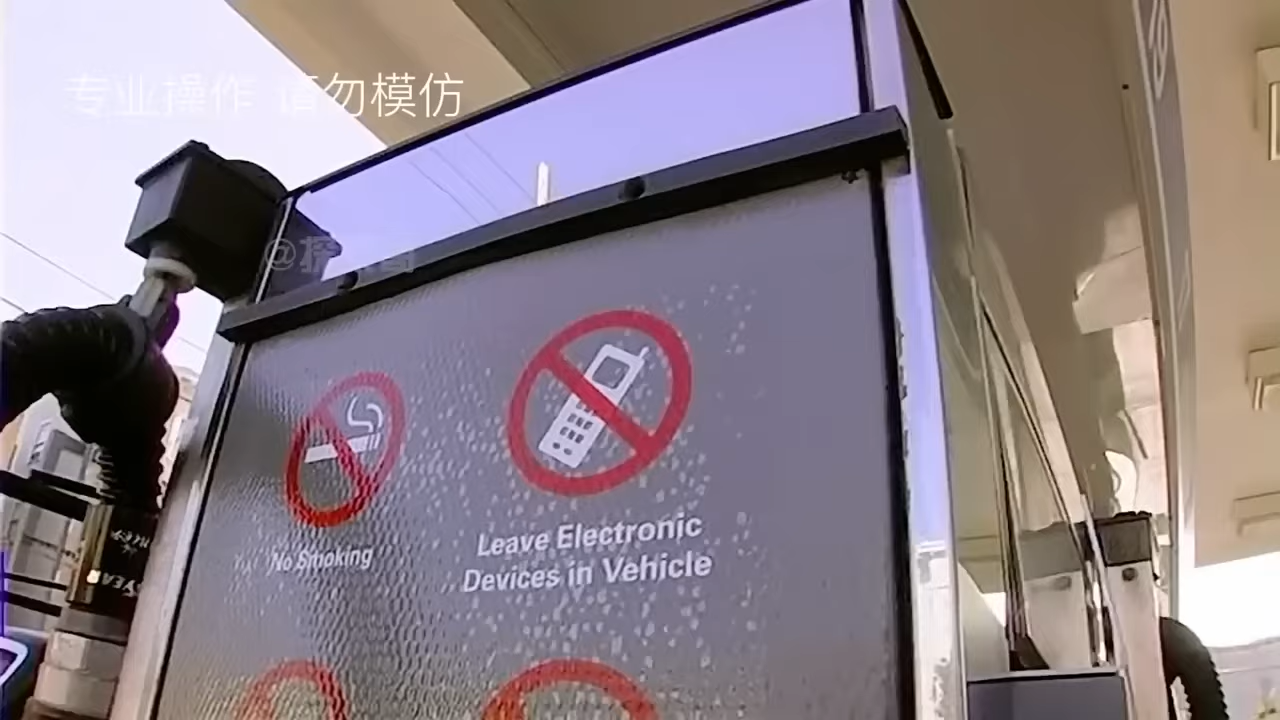 专业操作 请勿模仿
No Smoking
Leave Electronic
Devices in Vehicle